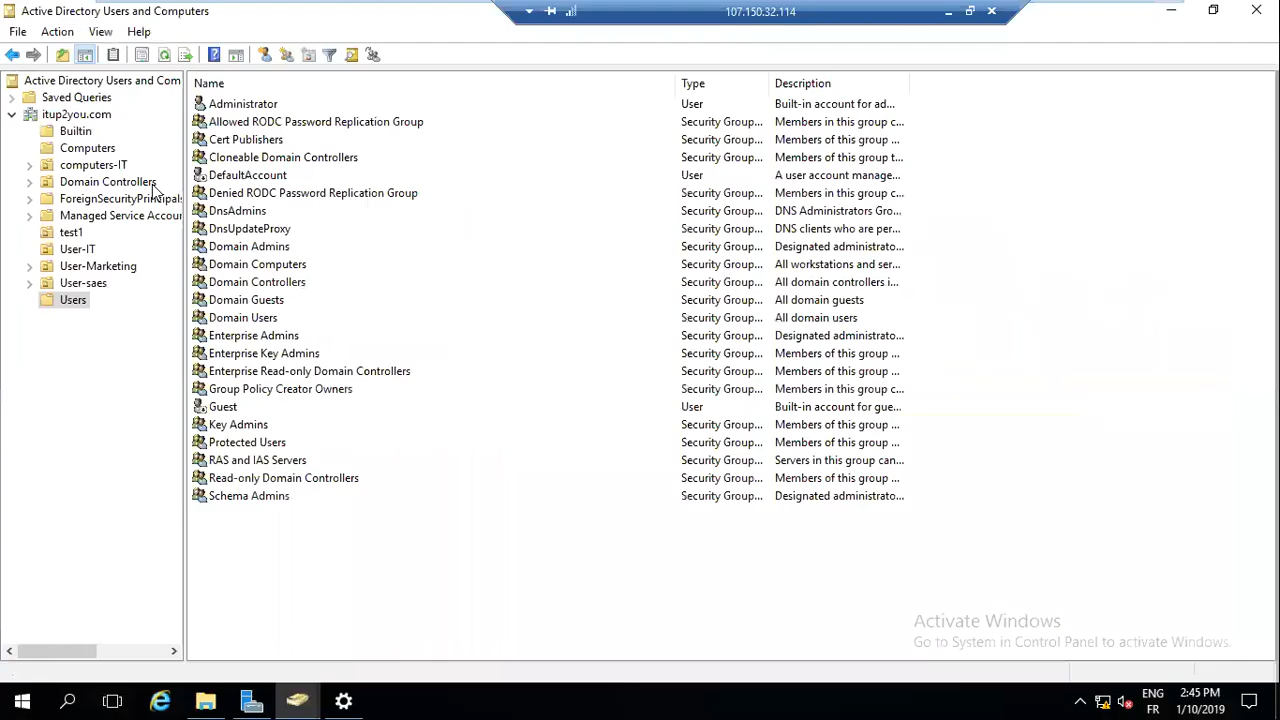 Active Directory Users and Computers
107.150.32.114
File Action View Help
Active Directory Users and Com
Saved Queries
itup2you.com
Builtin
Computers
computers-IT
Domain Controllers
ForeignSecurityPrincipals
Managed Service Accour
test1
User-IT
User-Marketing
User-saes
Users
Name Type Description
Administrator User Built-in account for ad...
Allowed RODC Password Replication Group Security Group... Members in this group c...
Cert Publishers Security Group... Members of this group ...
Cloneable Domain Controllers Security Group... Members of this group t...
DefaultAccount User A user account manage...
Denied RODC Password Replication Group Security Group... Members in this group c...
DnsAdmins Security Group... DNS Administrators Gro...
DnsUpdateProxy Security Group... DNS clients who are per...
Domain Admins Security Group... Designated administrato...
Domain Computers Security Group... All workstations and ser...
Domain Controllers Security Group... All domain controllers i...
Domain Guests Security Group... All domain guests
Domain Users Security Group... All domain users
Enterprise Admins Security Group... Designated administrato...
Enterprise Key Admins Security Group... Members of this group ...
Enterprise Read-only Domain Controllers Security Group... Members of this group ...
Group Policy Creator Owners Security Group... Members in this group c...
Guest User Built-in account for gue...
Key Admins Security Group... Members of this group ...
Protected Users Security Group... Members of this group ...
RAS and IAS Servers Security Group... Servers in this group can...
Read-only Domain Controllers Security Group... Members of this group ...
Schema Admins Security Group... Designated administrato...
Activate Windows
Go to System in Control Panel to activate Windows.
ENG 2:45 PM
FR 1/10/2019